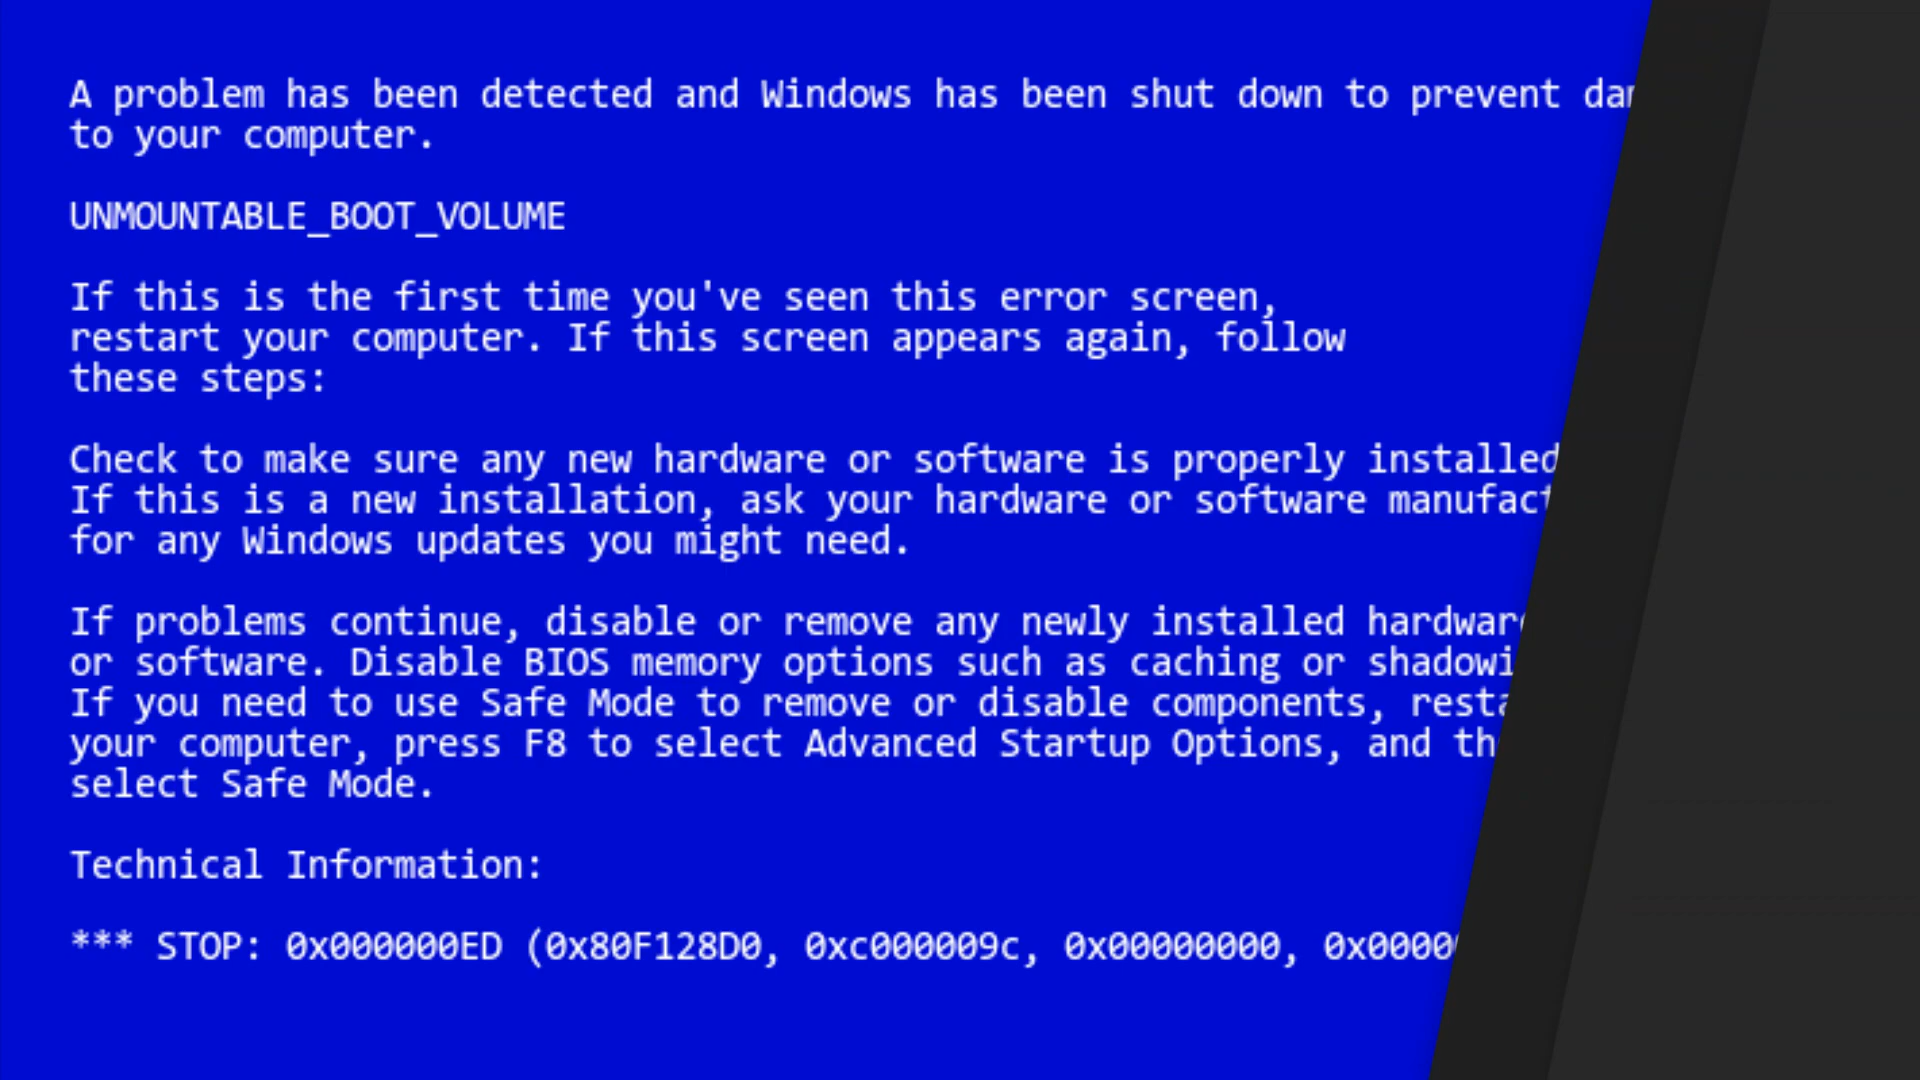 A problem has been detected and Windows has been shut down to prevent
to your computer.
UNMOUNTABLE_BOOT_VOLUME
If this is the first time you've seen this error screen,
restart your computer. If this screen appears again, follow
these steps:
Check to make sure any new hardware or software is properly installed
If this is a new installation, ask your hardware or software
for any Windows updates you might need.
If problems continue, disable or remove any newly installed
or software. Disable BIOS memory options such as caching or
If you need to use Safe Mode to remove or disable components,
your computer, press F8 to select Advanced Startup Options, and
select Safe Mode.
Technical Information:
*** STOP: 0x000000ED (0x80F128D0, 0xc000009c, 0x00000000,